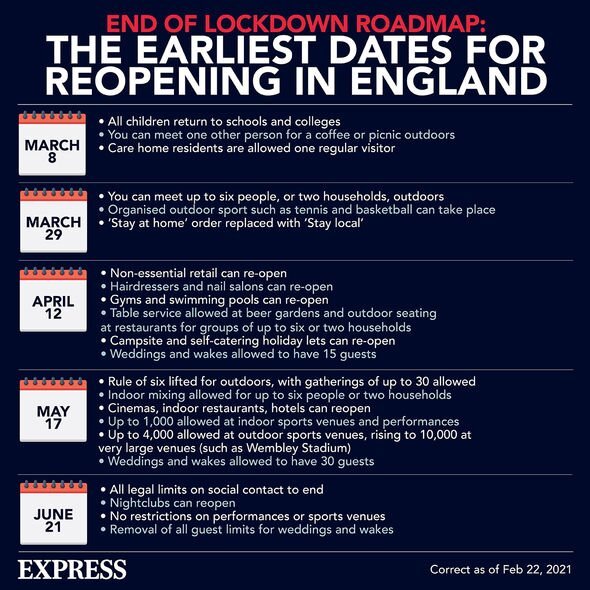 END OF LOCKDOWN ROADMAP:
THE EARLIEST DATES FOR
REOPENING IN ENGLAND
MARCH
8
• All children return to schools and colleges
• You can meet one other person for a coffee or picnic outdoors
• Care home residents are allowed one regular visitor
MARCH
29
• You can meet up to six people, or two households, outdoors
• Organised outdoor sport such as tennis and basketball can take place
• ‘Stay at home’ order replaced with ‘Stay local’
APRIL
12
• Non-essential retail can re-open
• Hairdressers and nail salons can re-open
• Gyms and swimming pools can re-open
• Table service allowed at beer gardens and outdoor seating
at restaurants for groups of up to six or two households
• Campsite and self-catering holiday lets can re-open
• Weddings and wakes allowed to have 15 guests
MAY
17
• Rule of six lifted for outdoors, with gatherings of up to 30 allowed
• Indoor mixing allowed for up to six people or two households
• Cinemas, indoor restaurants, hotels can reopen
• Up to 1,000 allowed at indoor sports venues and performances
• Up to 4,000 allowed at outdoor sports venues, rising to 10,000 at
very large venues (such as Wembley Stadium)
• Weddings and wakes allowed to have 30 guests
JUNE
21
• All legal limits on social contact to end
• Nightclubs can reopen
• No restrictions on performances or sports venues
• Removal of all guest limits for weddings and wakes
EXPRESS
Correct as of Feb 22, 2021